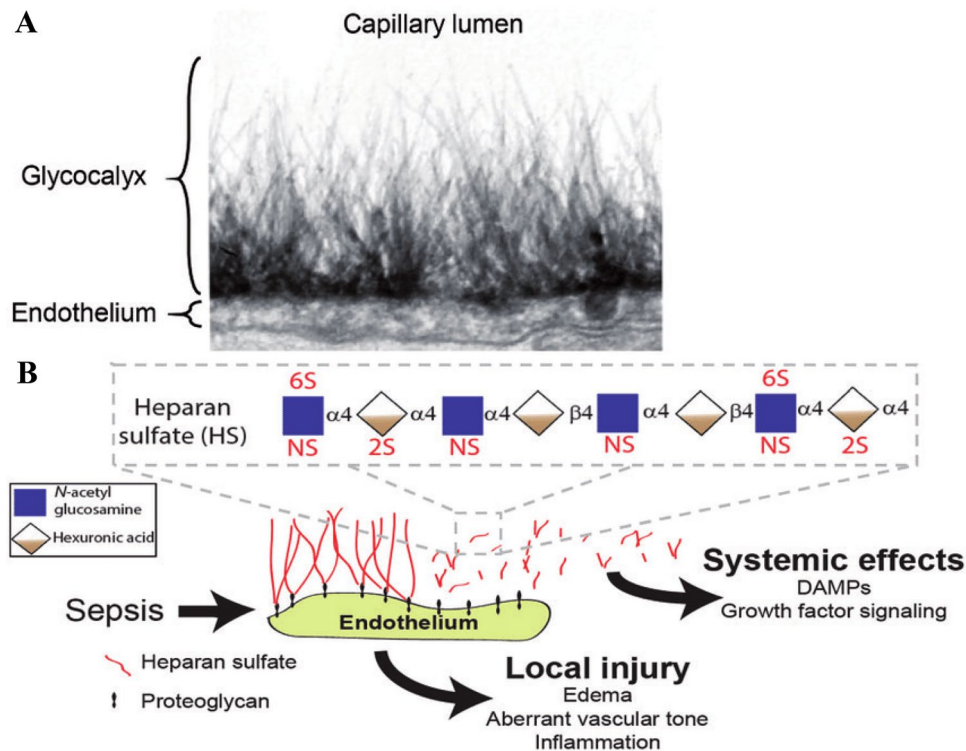 A
Capillary lumen
Glycocalyx
Endothelium
B
Heparan
sulfate (HS)
6S 6S
α4 α4 α4 β4 α4 β4 α4 α4
NS 2S NS NS NS 2S
N-acetyl
glucosamine
Hexuronic acid
Sepsis
Endothelium
Systemic effects
DAMPs
Growth factor signaling
Heparan sulfate
Proteoglycan
Local injury
Edema
Aberrant vascular tone
Inflammation